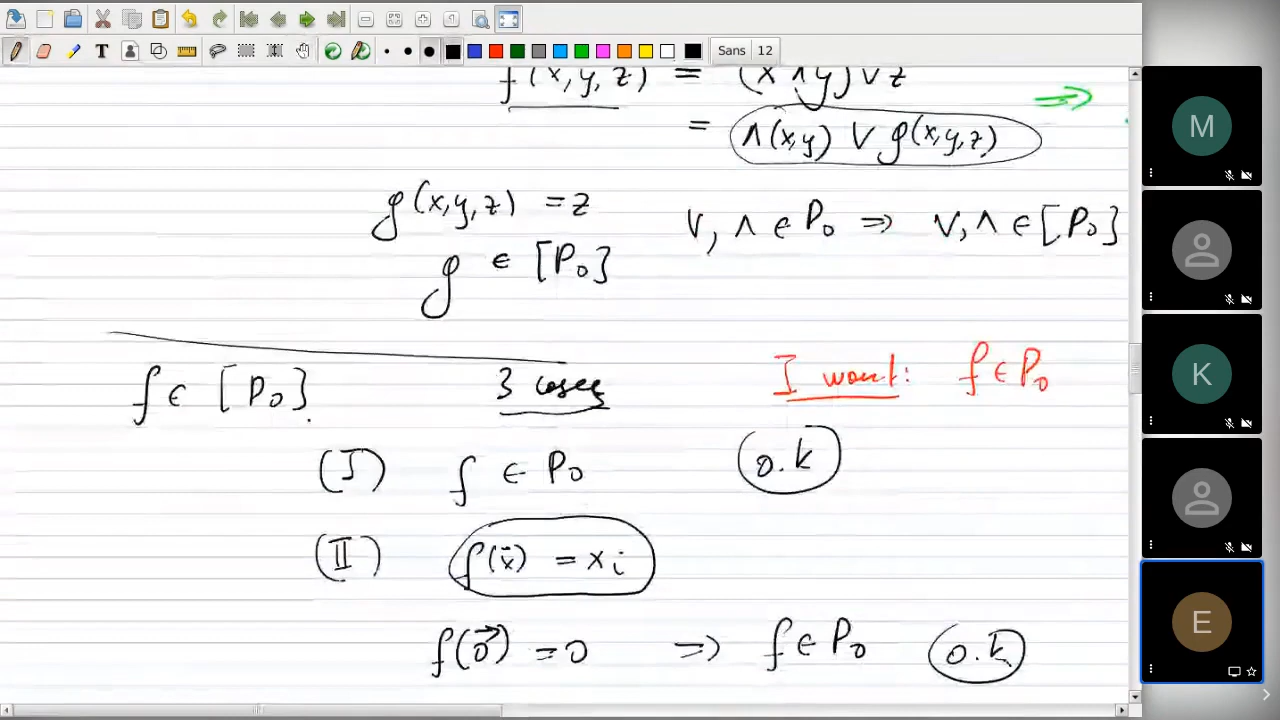 Sans 12
f(x,y,z) = (x∧y)∨z
= ∧(x,y) ∨ g(x,y,z)
g(x,y,z) = z
∨, ∧ ∈ P₀ ⇒ ∨,∧ ∈ [P₀]
g ∈ [P₀]
f ∈ [P₀]. 3 cases I want: f ∈ P₀
(I) f ∈ P₀ o.k
(II) f(x̄) = xᵢ
f(0⃗) = 0 ⇒ f ∈ P₀ o.k
M
K
E